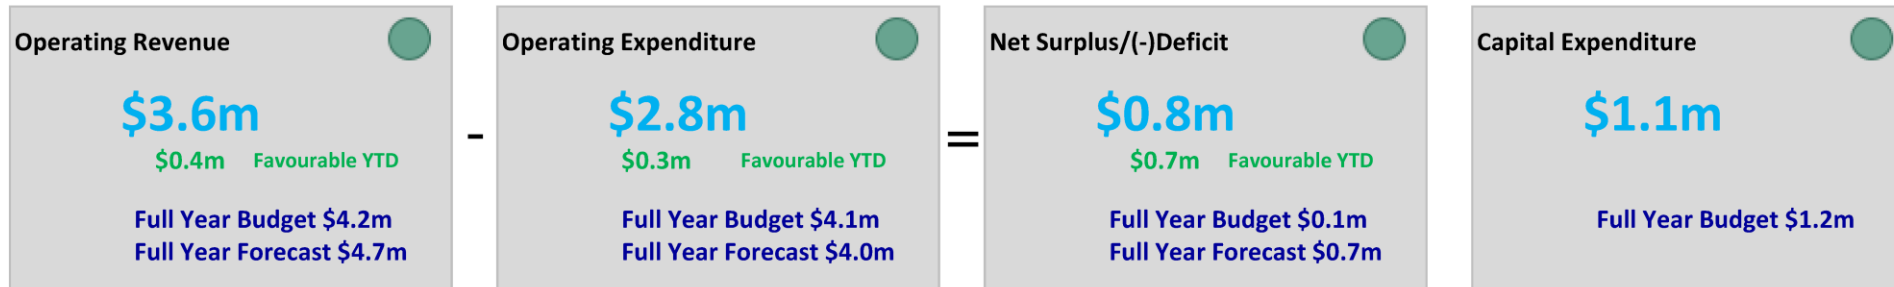 Operating Revenue
$3.6m
$0.4m Favourable YTD
Full Year Budget $4.2m
Full Year Forecast $4.7m
-
Operating Expenditure
$2.8m
$0.3m Favourable YTD
Full Year Budget $4.1m
Full Year Forecast $4.0m
=
Net Surplus/(-)Deficit
$0.8m
$0.7m Favourable YTD
Full Year Budget $0.1m
Full Year Forecast $0.7m
Capital Expenditure
$1.1m
Full Year Budget $1.2m